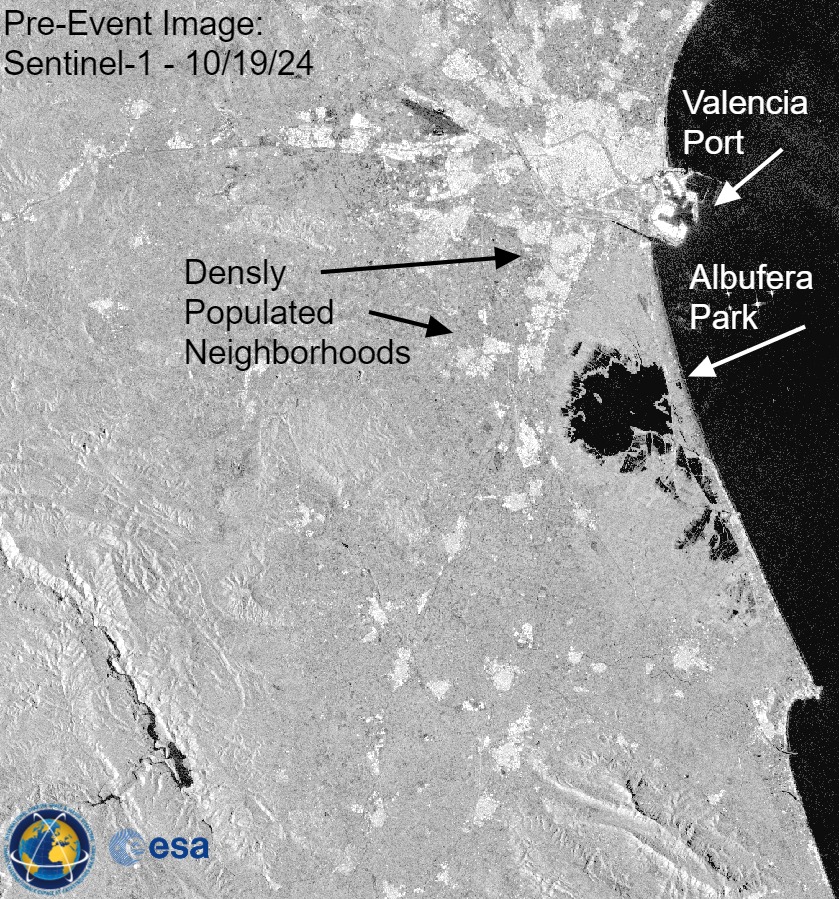 Pre-Event Image:
Sentinel-1 - 10/19/24
Valencia
Port
Densly
Populated
Neighborhoods
Albufera
Park
esa